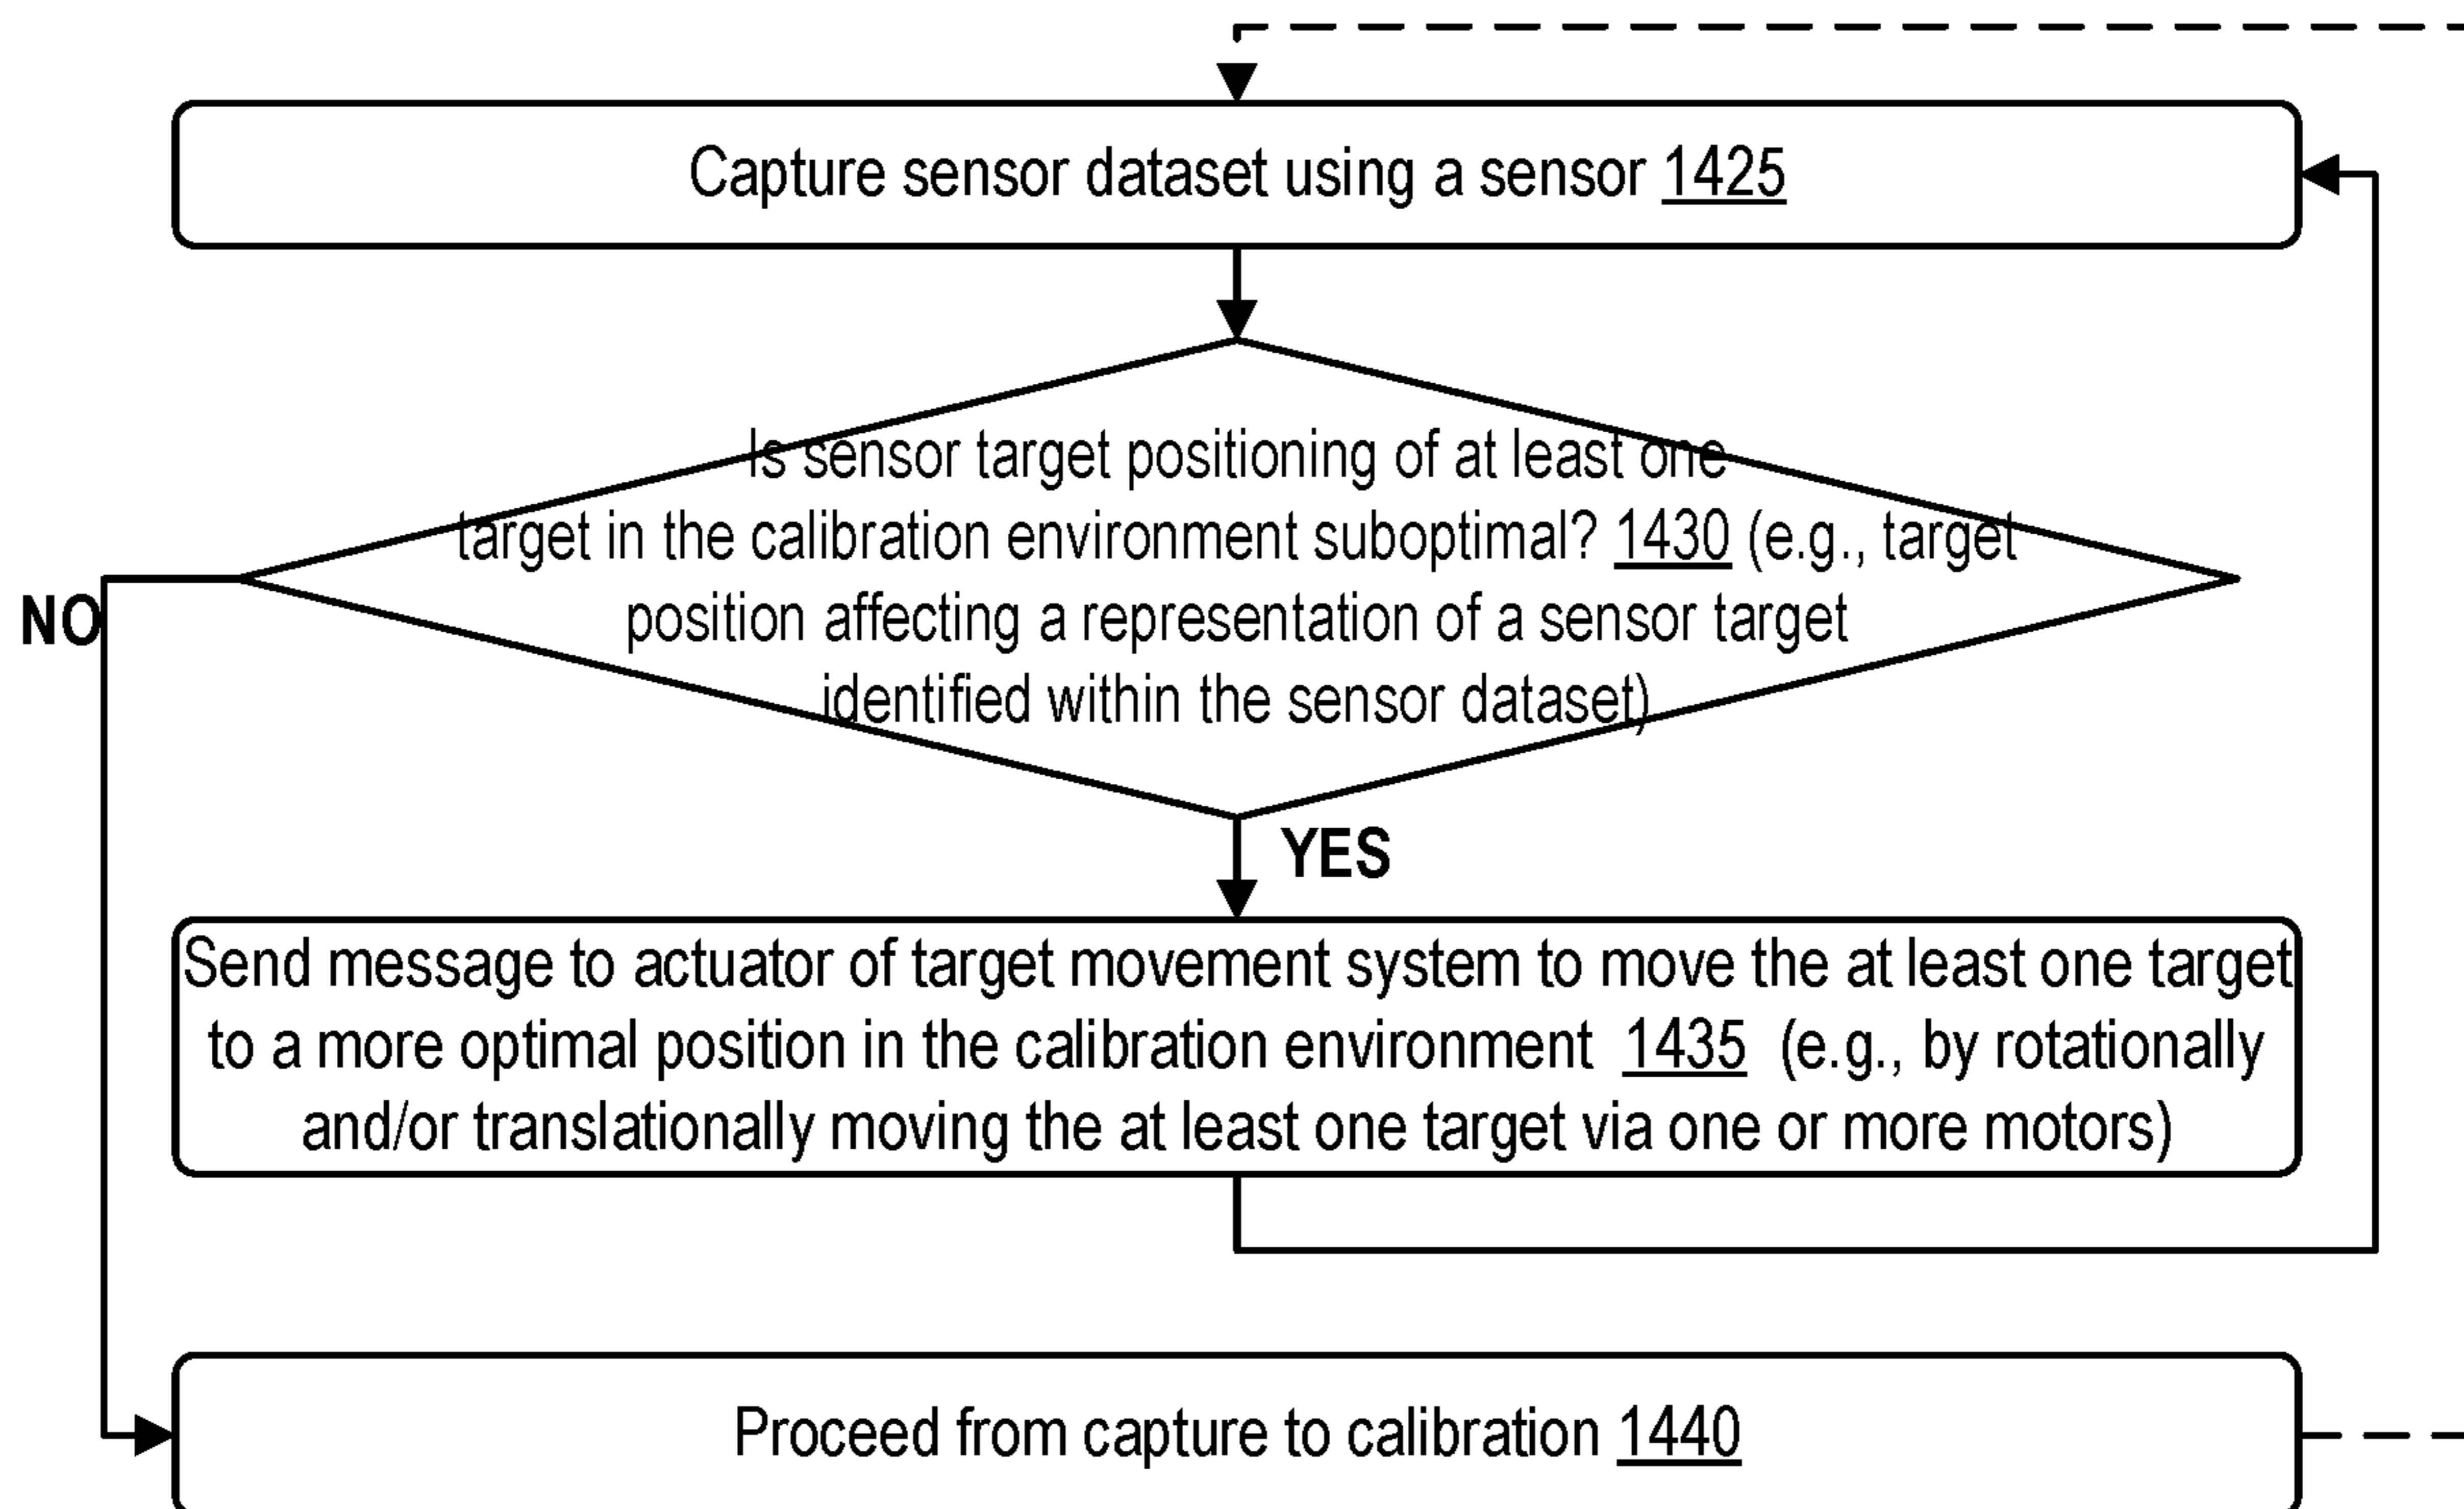 Capture sensor dataset using a sensor 1425
Is sensor target positioning of at least one
target in the calibration environment suboptimal? 1430 (e.g., target
position affecting a representation of a sensor target
identified within the sensor dataset)
NO
YES
Send message to actuator of target movement system to move the at least one target
to a more optimal position in the calibration environment 1435 (e.g., by rotationally
and/or translationally moving the at least one target via one or more motors)
Proceed from capture to calibration 1440